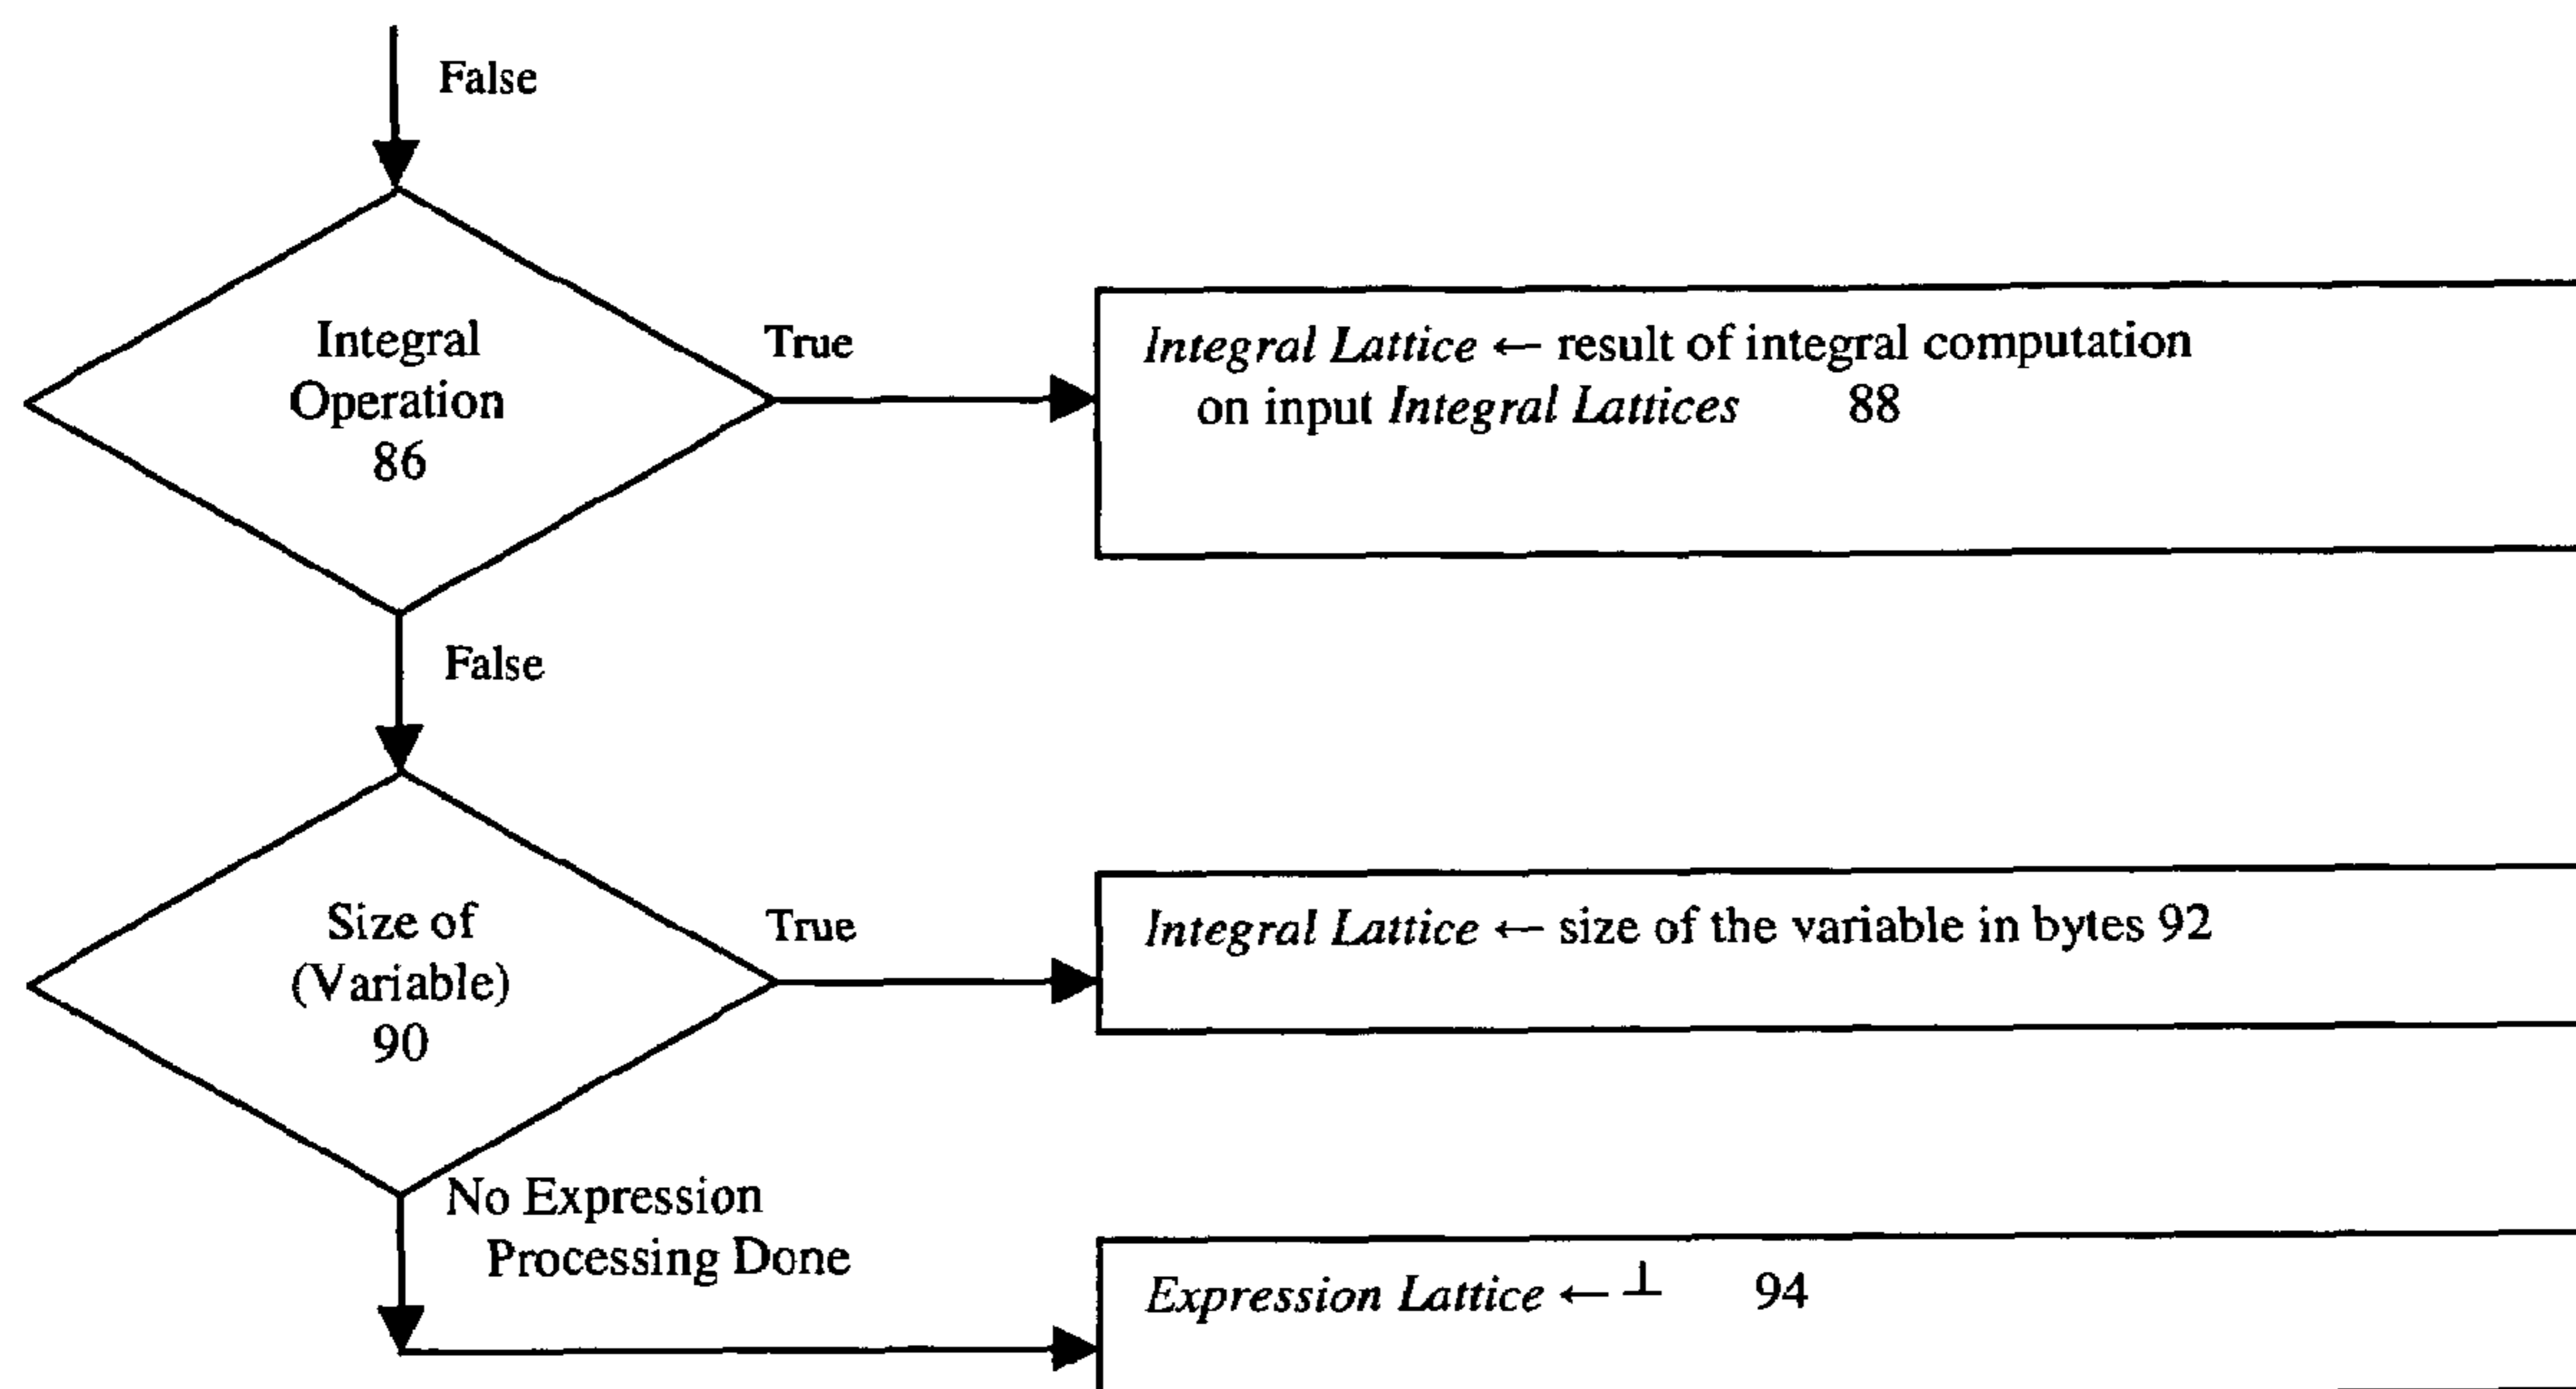 False
Integral
Operation
86
True
Integral Lattice ← result of integral computation
on input Integral Lattices 88
False
Size of
(Variable)
90
True
Integral Lattice ← size of the variable in bytes 92
No Expression
Processing Done
Expression Lattice ← ⊥ 94